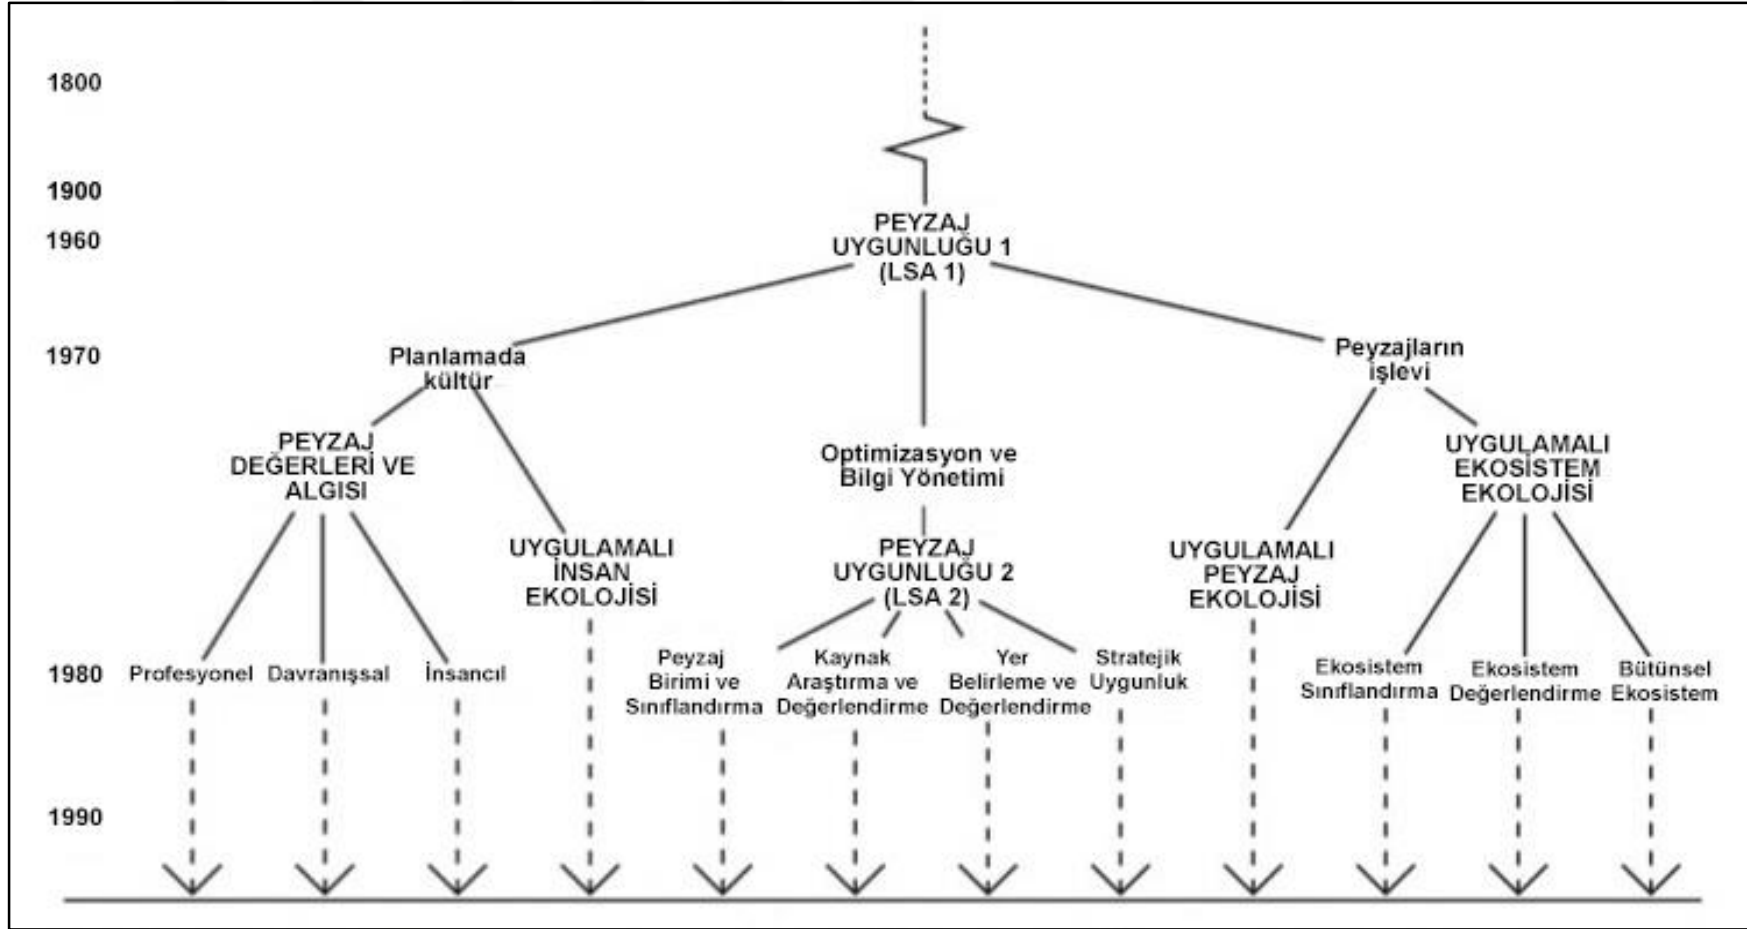 1800
1900
1960
1970
1980
1990
PEYZAJ
UYGUNLUĞU 1
(LSA 1)
Planlamada
kültür
Peyzajların
işlevi
PEYZAJ
DEĞERLERİ VE
ALGISI
Optimizasyon ve
Bilgi Yönetimi
UYGULAMALI
EKOSİSTEM
EKOLOJİSİ
UYGULAMALI
İNSAN
EKOLOJİSİ
PEYZAJ
UYGUNLUĞU 2
(LSA 2)
UYGULAMALI
PEYZAJ
EKOLOJİSİ
Profesyonel
Davranışsal
İnsancıl
Peyzaj
Birimi ve
Sınıflandırma
Kaynak
Araştırma ve
Değerlendirme
Yer
Belirleme ve
Değerlendirme
Stratejik
Uygunluk
Ekosistem
Sınıflandırma
Ekosistem
Değerlendirme
Bütünsel
Ekosistem